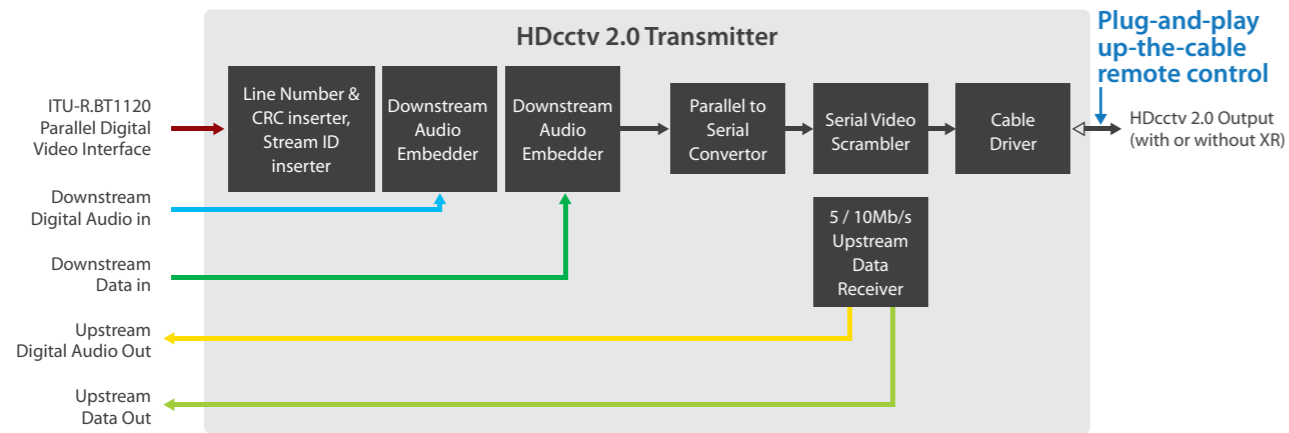 HDcctv 2.0 Transmitter
Plug-and-play
up-the-cable
remote control
ITU-R.BT1120
Parallel Digital
Video Interface
Line Number &
CRC inserter,
Stream ID
inserter
Downstream
Audio
Embedder
Downstream
Audio
Embedder
Parallel to
Serial
Convertor
Serial Video
Scrambler
Cable
Driver
HDcctv 2.0 Output
(with or without XR)
Downstream
Digital Audio in
Downstream
Data in
5 / 10Mb/s
Upstream
Data
Receiver
Upstream
Digital Audio Out
Upstream
Data Out